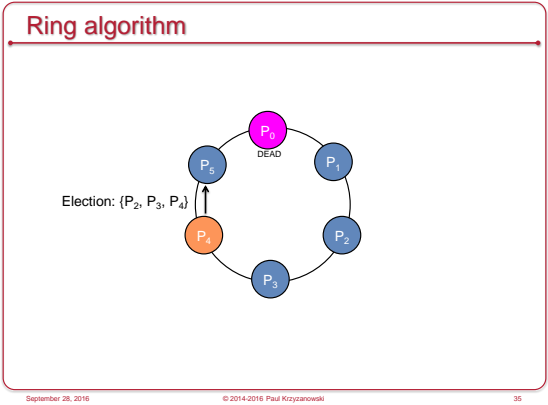 Ring algorithm
P0
DEAD
P5
P1
Election: {P2, P3, P4}
P4
P2
P3
September 28, 2016
© 2014-2016 Paul Krzyzanowski
35